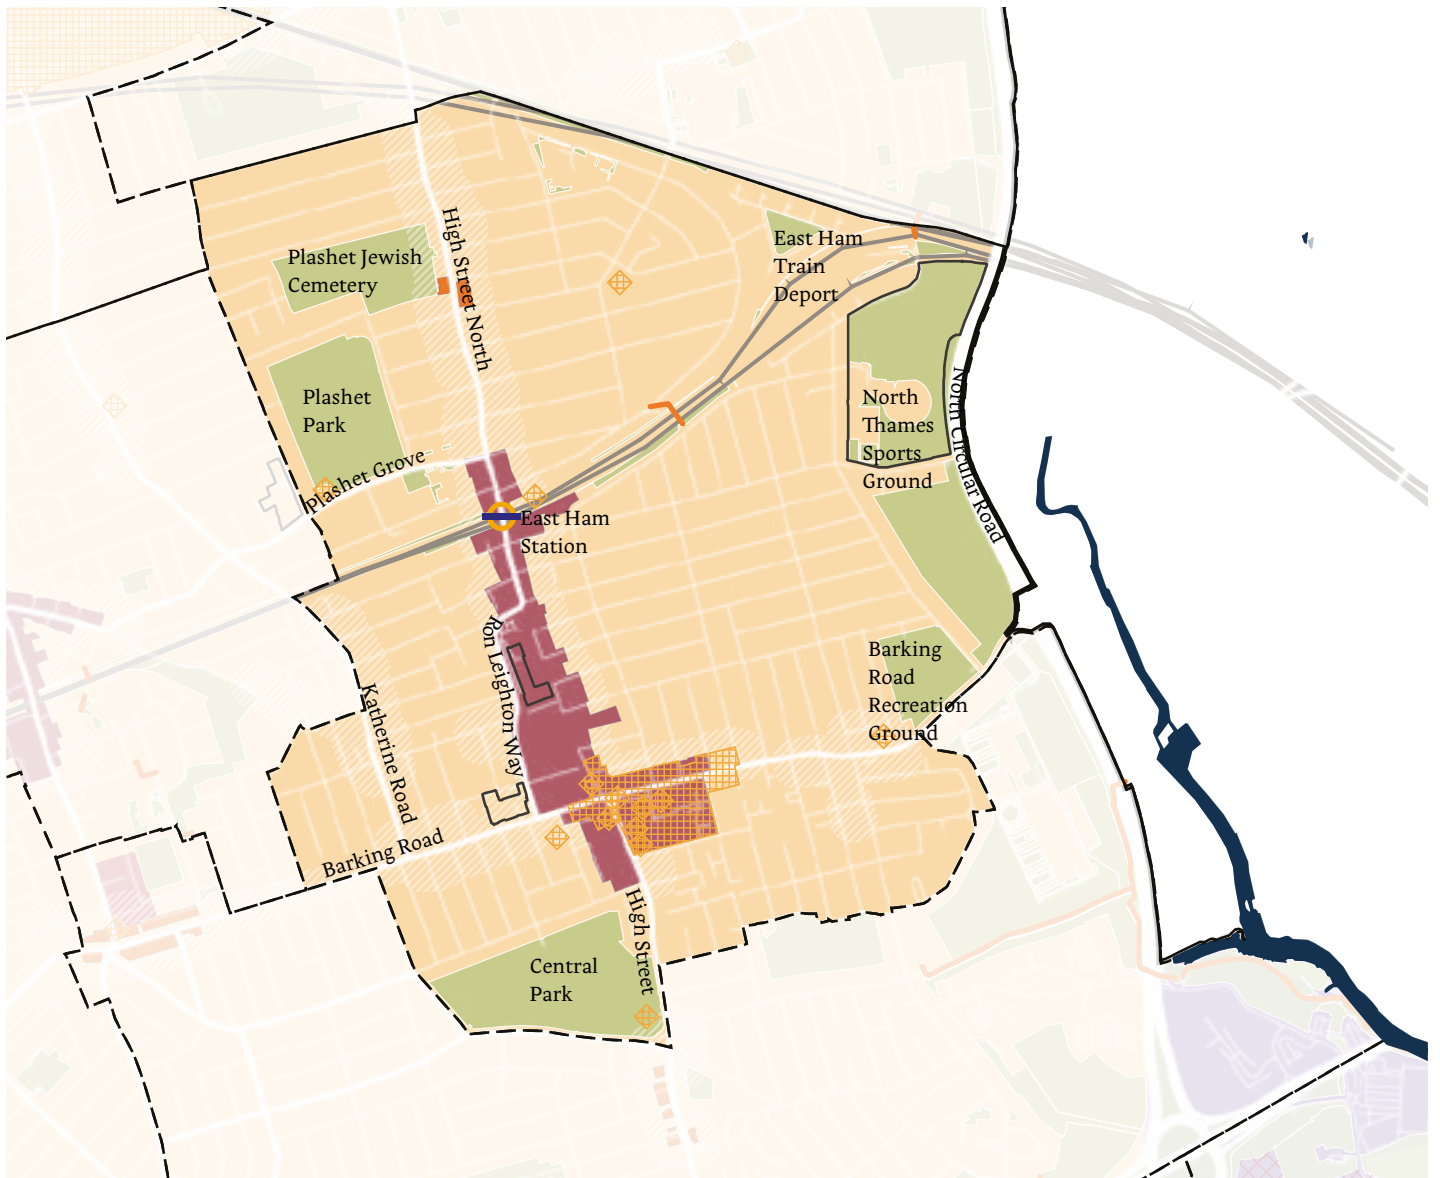 High Street North
Plashet Jewish
Cemetery
East Ham
Train
Deport
Plashet
Park
North
Thames
Sports
Ground
North Circular Road
Plashet Grove
East Ham
Station
Ron Leighton Way
Barking
Road
Recreation
Ground
Katherine Road
Barking Road
High Street
Central
Park